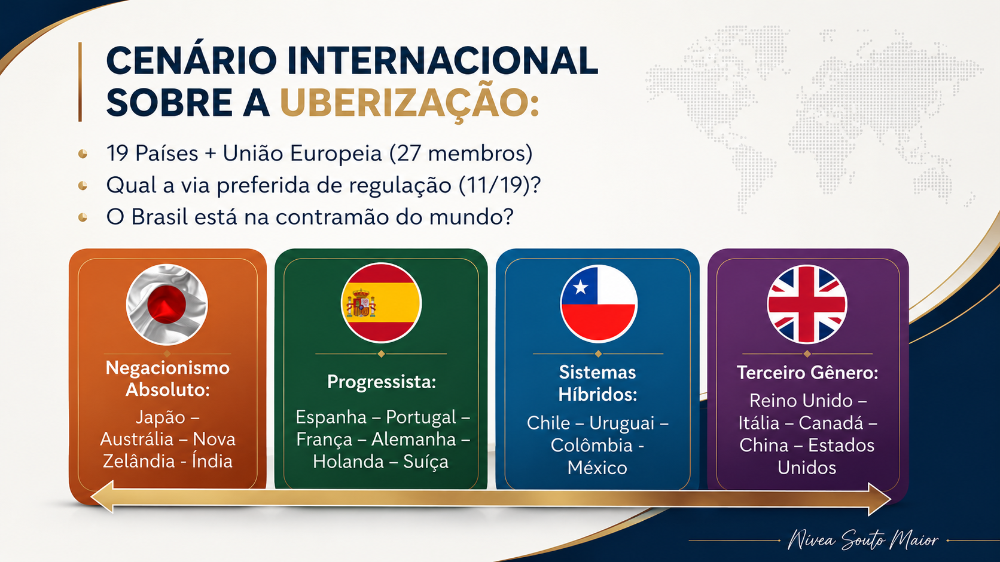 CENÁRIO INTERNACIONAL
SOBRE A UBERIZAÇÃO:
19 Países + União Europeia (27 membros)
Qual a via preferida de regulação (11/19)?
O Brasil está na contramão do mundo?
Negacionismo
Absoluto:
Japão –
Austrália – Nova
Zelândia - Índia
Progressista:
Espanha – Portugal –
França – Alemanha –
Holanda – Suíça
Sistemas
Híbridos:
Chile – Uruguai –
Colômbia -
México
Terceiro Gênero:
Reino Unido –
Itália – Canadá –
China – Estados
Unidos
Nívea Souto Maior